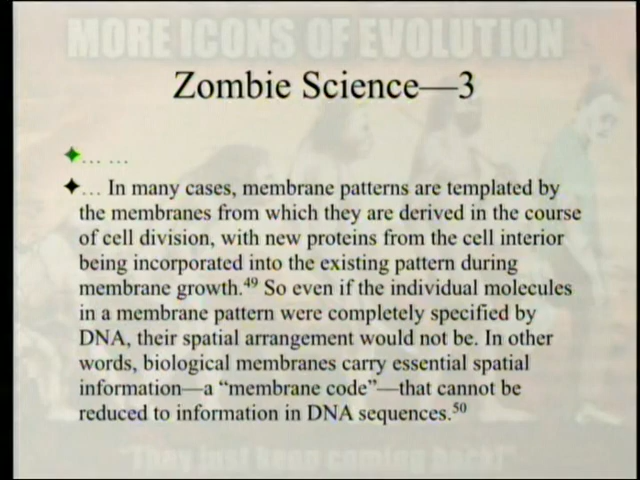 MORE ICONS OF EVOLUTION
Zombie Science—3
… …
… In many cases, membrane patterns are templated by
the membranes from which they are derived in the course
of cell division, with new proteins from the cell interior
being incorporated into the existing pattern during
membrane growth.⁴⁹ So even if the individual molecules
in a membrane pattern were completely specified by
DNA, their spatial arrangement would not be. In other
words, biological membranes carry essential spatial
information—a “membrane code”—that cannot be
reduced to information in DNA sequences.⁵⁰
"They just keep coming back!"